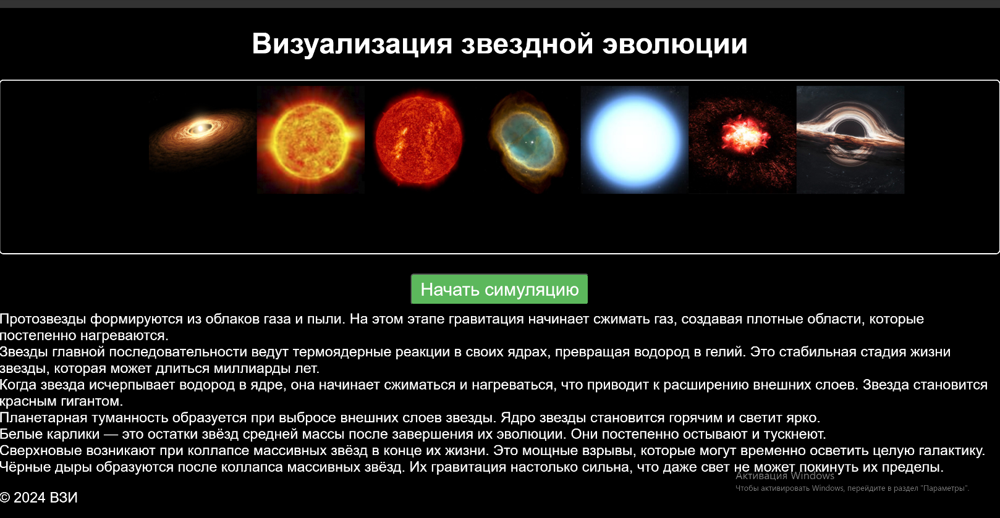 Визуализация звездной эволюции
Начать симуляцию
Протозвезды формируются из облаков газа и пыли. На этом этапе гравитация начинает сжимать газ, создавая плотные области, которые
постепенно нагреваются.
Звезды главной последовательности ведут термоядерные реакции в своих ядрах, превращая водород в гелий. Это стабильная стадия жизни
звезды, которая может длиться миллиарды лет.
Когда звезда исчерпывает водород в ядре, она начинает сжиматься и нагреваться, что приводит к расширению внешних слоев. Звезда становится
красным гигантом.
Планетарная туманность образуется при выбросе внешних слоев звезды. Ядро звезды становится горячим и светит ярко.
Белые карлики — это остатки звёзд средней массы после завершения их эволюции. Они постепенно остывают и тускнеют.
Сверхновые возникают при коллапсе массивных звёзд в конце их жизни. Это мощные взрывы, которые могут временно осветить целую галактику.
Чёрные дыры образуются после коллапса массивных звёзд. Их гравитация настолько сильна, что даже свет не может покинуть их пределы.
Активация Windows
Чтобы активировать Windows, перейдите в раздел "Параметры".
© 2024 ВЗИ